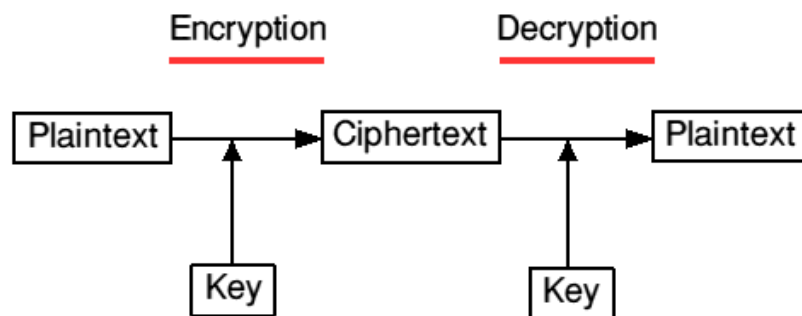 Encryption
Decryption
Plaintext
Ciphertext
Plaintext
Key
Key